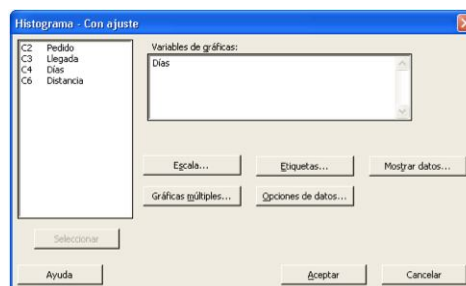 Histograma - Con ajuste
C2 Pedido
C3 Llegada
C4 Días
C6 Distancia
Variables de gráficas:
Días
Escala...
Etiquetas...
Mostrar datos...
Gráficas múltiples...
Opciones de datos...
Seleccionar
Ayuda
Aceptar
Cancelar